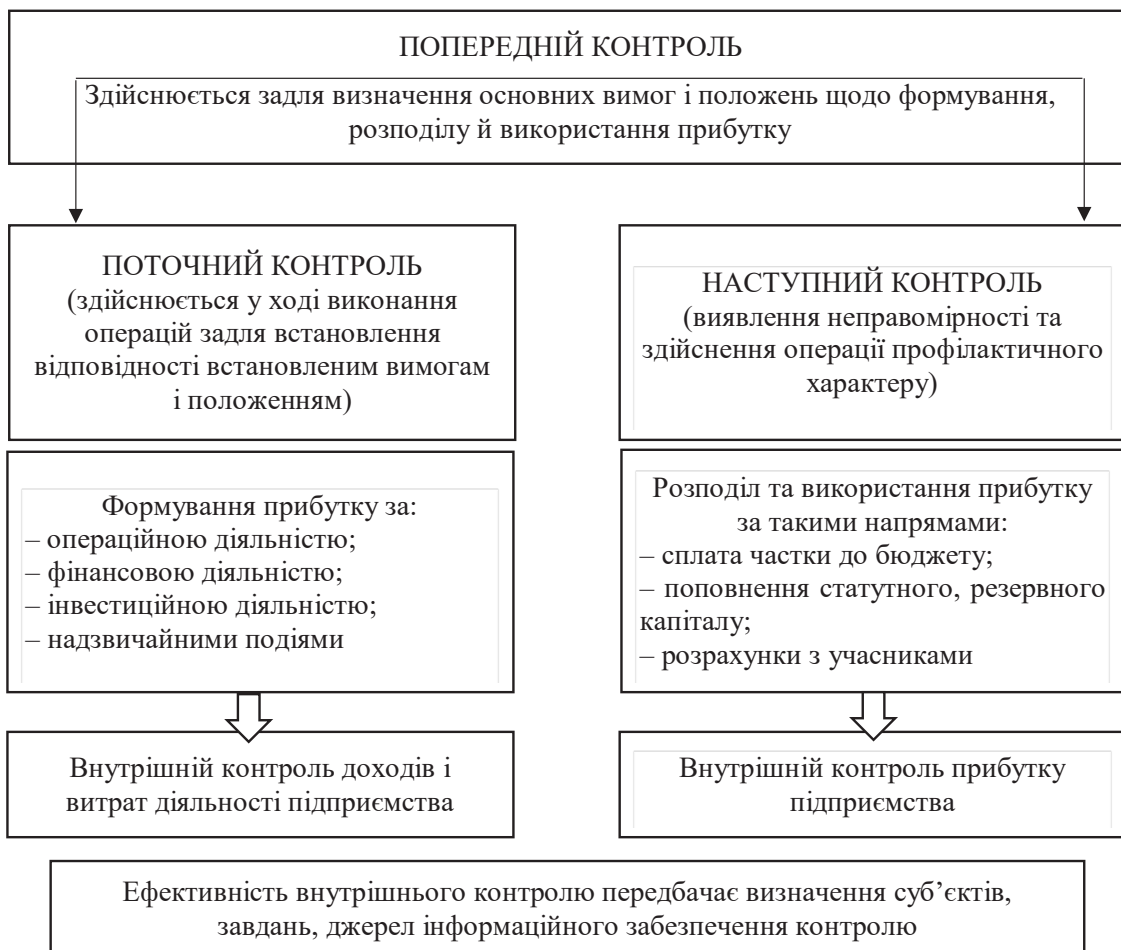 ПОПЕРЕДНІЙ КОНТРОЛЬ
Здійснюється задля визначення основних вимог і положень щодо формування,
розподілу й використання прибутку
ПОТОЧНИЙ КОНТРОЛЬ
(здійснюється у ході виконання
операцій задля встановлення
відповідності встановленим вимогам
і положенням)
НАСТУПНИЙ КОНТРОЛЬ
(виявлення неправомірності та
здійснення операції профілактичного
характеру)
Формування прибутку за:
– операційною діяльністю;
– фінансовою діяльністю;
– інвестиційною діяльністю;
– надзвичайними подіями
Розподіл та використання прибутку
за такими напрямами:
– сплата частки до бюджету;
– поповнення статутного, резервного
капіталу;
– розрахунки з учасниками
Внутрішній контроль доходів і
витрат діяльності підприємства
Внутрішній контроль прибутку
підприємства
Ефективність внутрішнього контролю передбачає визначення суб’єктів,
завдань, джерел інформаційного забезпечення контролю